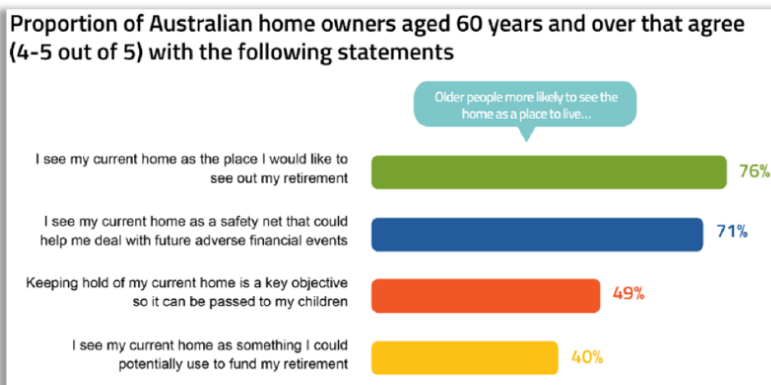 Proportion of Australian home owners aged 60 years and over that agree
(4-5 out of 5) with the following statements
Older people more likely to see the
home as a place to live...
I see my current home as the place I would like to
see out my retirement
76%
I see my current home as a safety net that could
help me deal with future adverse financial events
71%
Keeping hold of my current home is a key objective
so it can be passed to my children
49%
I see my current home as something I could
potentially use to fund my retirement
40%